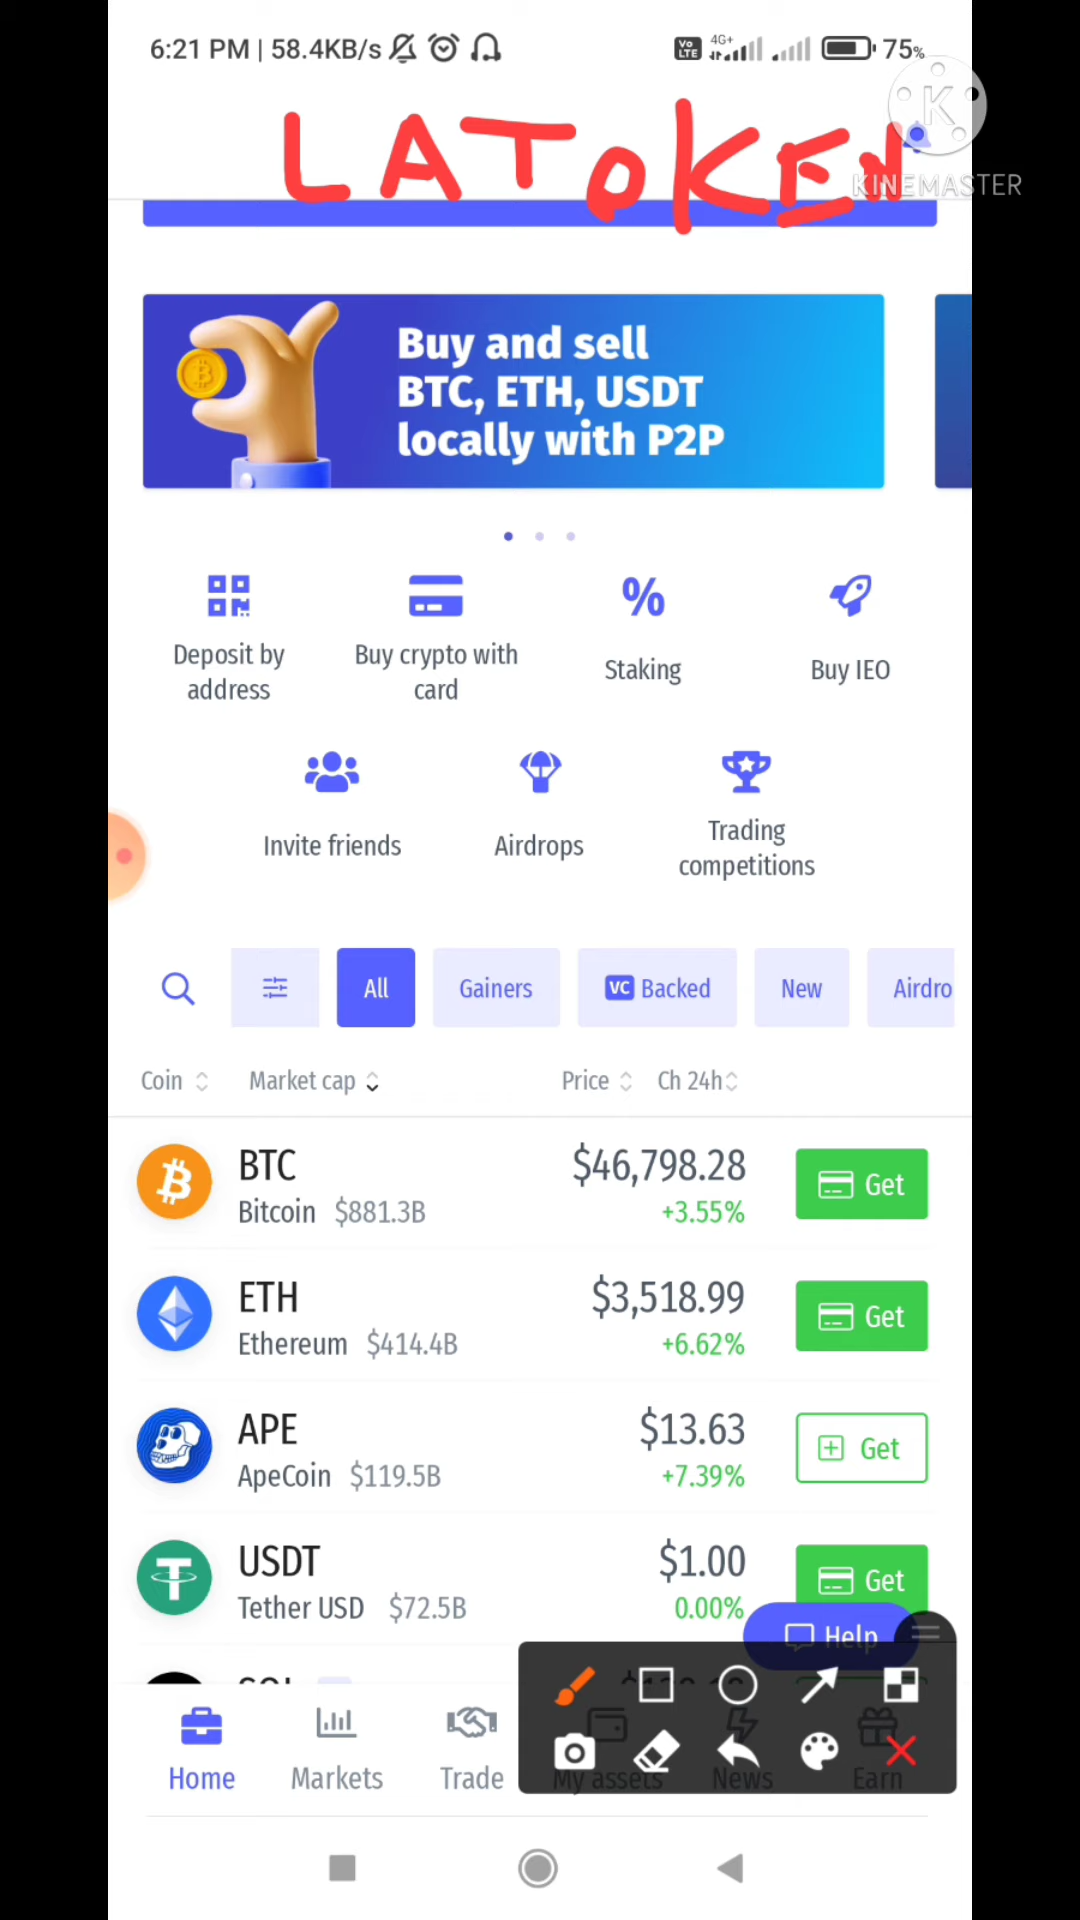 6:21 PM | 58.4KB/s
Vo LTE 4G+ 75%
LATOKEN
K
KINEMASTER
Buy and sell
BTC, ETH, USDT
locally with P2P
Deposit by
address
Buy crypto with
card
% Staking
Buy IEO
Invite friends
Airdrops
Trading
competitions
All
Gainers
VC Backed
New
Airdro
Coin Market cap Price Ch 24h
BTC $46,798.28
Bitcoin $881.3B +3.55%
Get
ETH $3,518.99
Ethereum $414.4B +6.62%
Get
APE $13.63
ApeCoin $119.5B +7.39%
Get
USDT $1.00
Tether USD $72.5B 0.00%
Get
Help
Home Markets Trade My assets News Earn